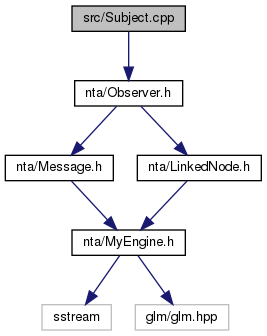 src/Subject.cpp
nta/Observer.h
nta/Message.h
nta/LinkedNode.h
nta/MyEngine.h
sstream
glm/glm.hpp